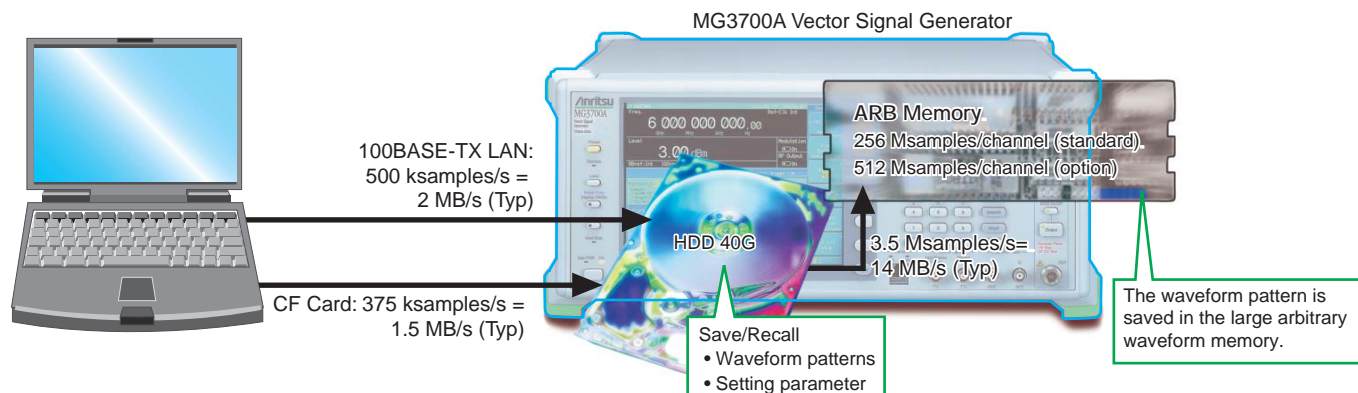 MG3700A Vector Signal Generator
Anritsu
MG3700A
6 000 000 000.00
Level
3.00 dBm
ARB Memory
256 Msamples/channel (standard)
512 Msamples/channel (option)
100BASE-TX LAN:
500 ksamples/s =
2 MB/s (Typ)
HDD 40G
3.5 Msamples/s=
14 MB/s (Typ)
CF Card: 375 ksamples/s =
1.5 MB/s (Typ)
Save/Recall
• Waveform patterns
• Setting parameter
The waveform pattern is
saved in the large arbitrary
waveform memory.